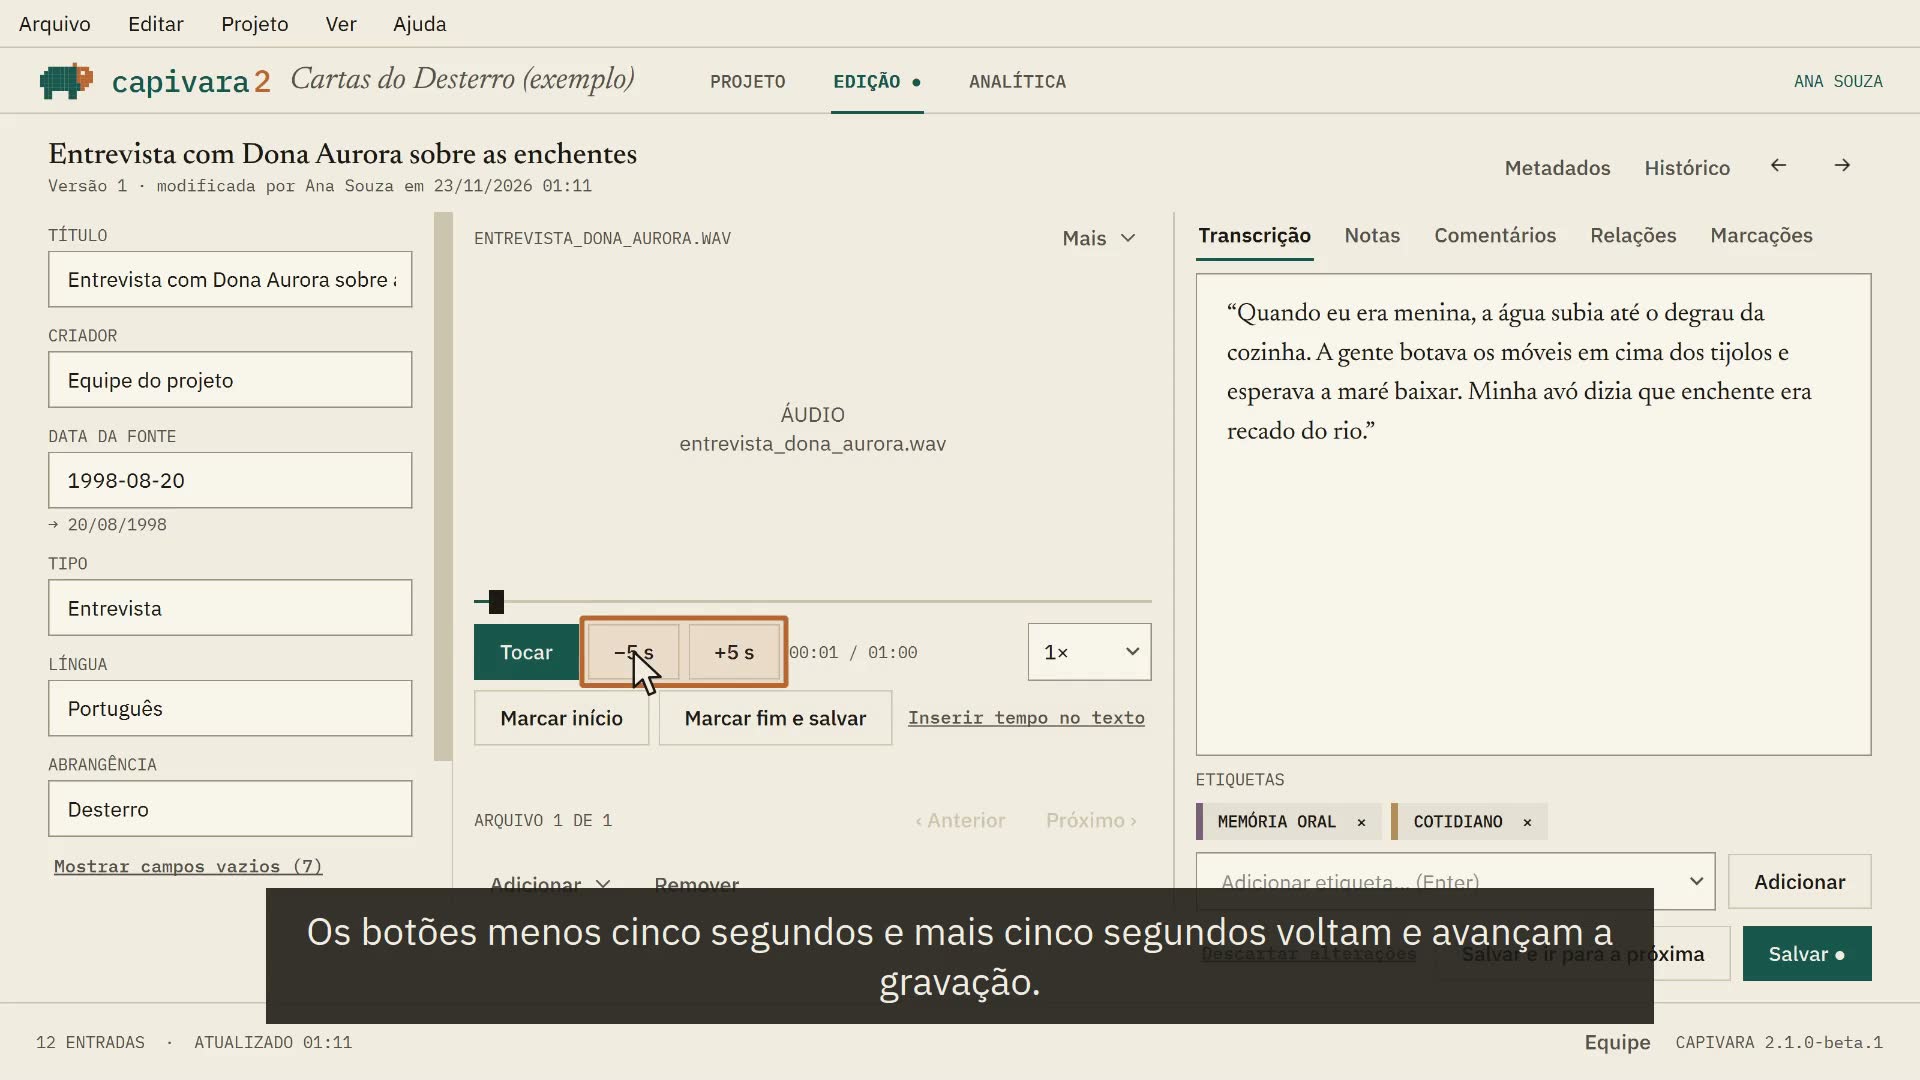 Arquivo Editar Projeto Ver Ajuda
capivara2 Cartas do Desterro (exemplo) PROJETO EDIÇÃO ● ANALÍTICA ANA SOUZA
Entrevista com Dona Aurora sobre as enchentes
Versão 1 · modificada por Ana Souza em 23/11/2026 01:11
Metadados Histórico ← →
TÍTULO
Entrevista com Dona Aurora sobre
CRIADOR
Equipe do projeto
DATA DA FONTE
1998-08-20
→ 20/08/1998
TIPO
Entrevista
LÍNGUA
Português
ABRANGÊNCIA
Desterro
Mostrar campos vazios (7)
ENTREVISTA_DONA_AURORA.WAV Mais
ÁUDIO
entrevista_dona_aurora.wav
Tocar −5 s +5 s 00:01 / 01:00 1×
Marcar início Marcar fim e salvar Inserir tempo no texto
ARQUIVO 1 DE 1 ‹ Anterior Próximo ›
Adicionar Remover
Transcrição Notas Comentários Relações Marcações
“Quando eu era menina, a água subia até o degrau da
cozinha. A gente botava os móveis em cima dos tijolos e
esperava a maré baixar. Minha avó dizia que enchente era
recado do rio.”
ETIQUETAS
MEMÓRIA ORAL × COTIDIANO ×
Adicionar etiqueta... (Enter) Adicionar
Descartar alterações Salvar e ir para a próxima Salvar ●
Os botões menos cinco segundos e mais cinco segundos voltam e avançam a
gravação.
12 ENTRADAS · ATUALIZADO 01:11 Equipe CAPIVARA 2.1.0-beta.1